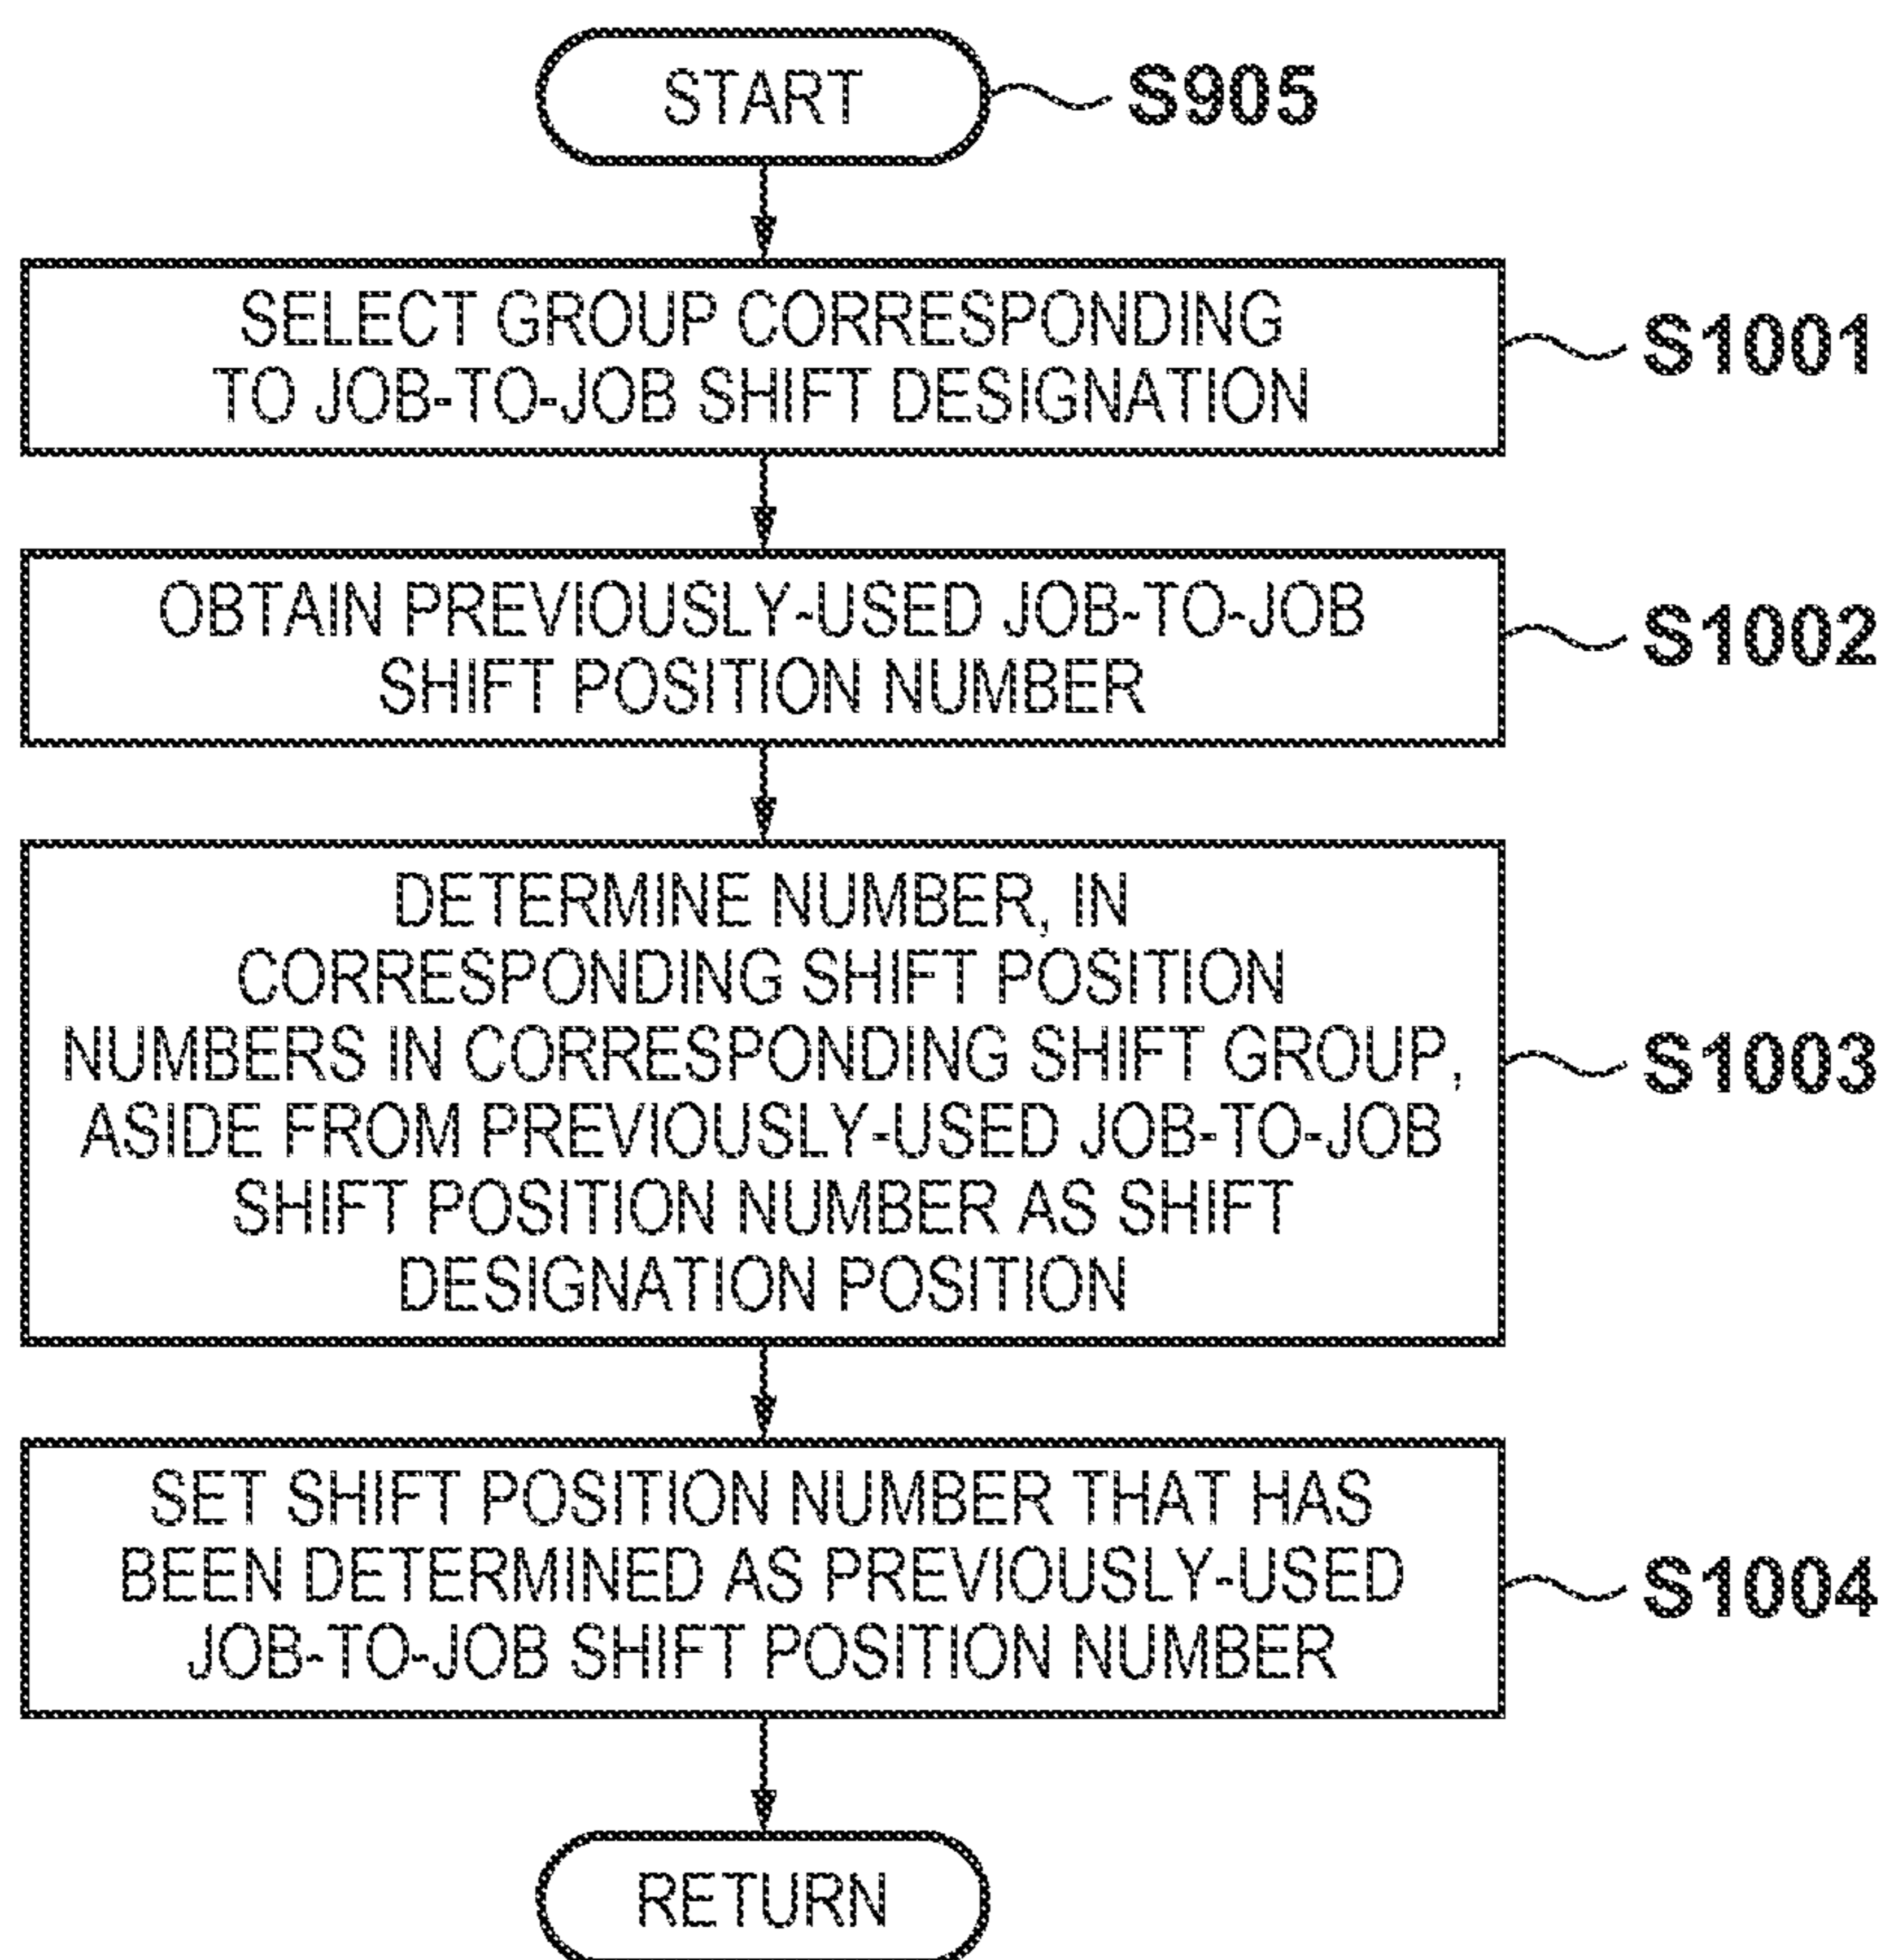 START
S905
SELECT GROUP CORRESPONDING
TO JOB-TO-JOB SHIFT DESIGNATION
S1001
OBTAIN PREVIOUSLY-USED JOB-TO-JOB
SHIFT POSITION NUMBER
S1002
DETERMINE NUMBER, IN
CORRESPONDING SHIFT POSITION
NUMBERS IN CORRESPONDING SHIFT GROUP,
ASIDE FROM PREVIOUSLY-USED JOB-TO-JOB
SHIFT POSITION NUMBER AS SHIFT
DESIGNATION POSITION
S1003
SET SHIFT POSITION NUMBER THAT HAS
BEEN DETERMINED AS PREVIOUSLY-USED
JOB-TO-JOB SHIFT POSITION NUMBER
S1004
RETURN